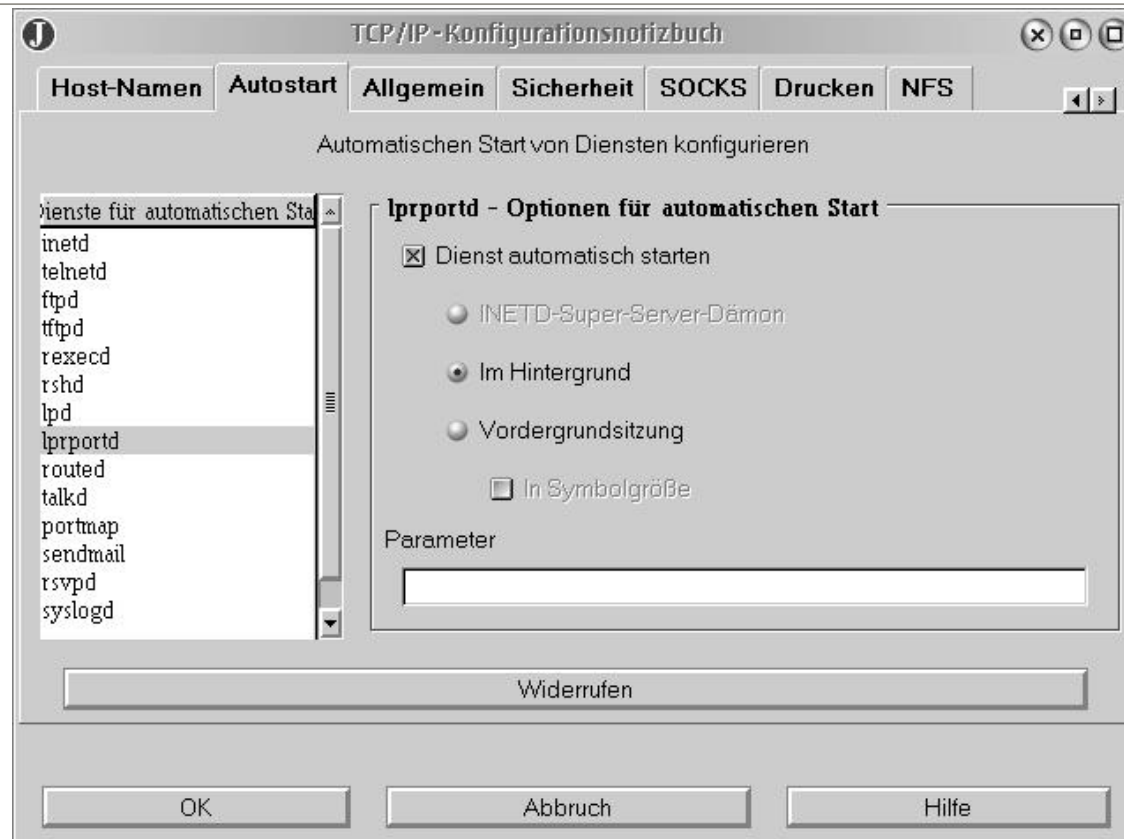 J TCP/IP-Konfigurationsnotizbuch
Host-Namen Autostart Allgemein Sicherheit SOCKS Drucken NFS
Automatischen Start von Diensten konfigurieren
Dienste für automatischen Sta
inetd
telnetd
ftpd
tftpd
rexecd
rshd
lpd
lprportd
routed
talkd
portmap
sendmail
rsvpd
syslogd
lprportd - Optionen für automatischen Start
Dienst automatisch starten
INETD-Super-Server-Dämon
Im Hintergrund
Vordergrundsitzung
In Symbolgröße
Parameter
Widerrufen
OK Abbruch Hilfe